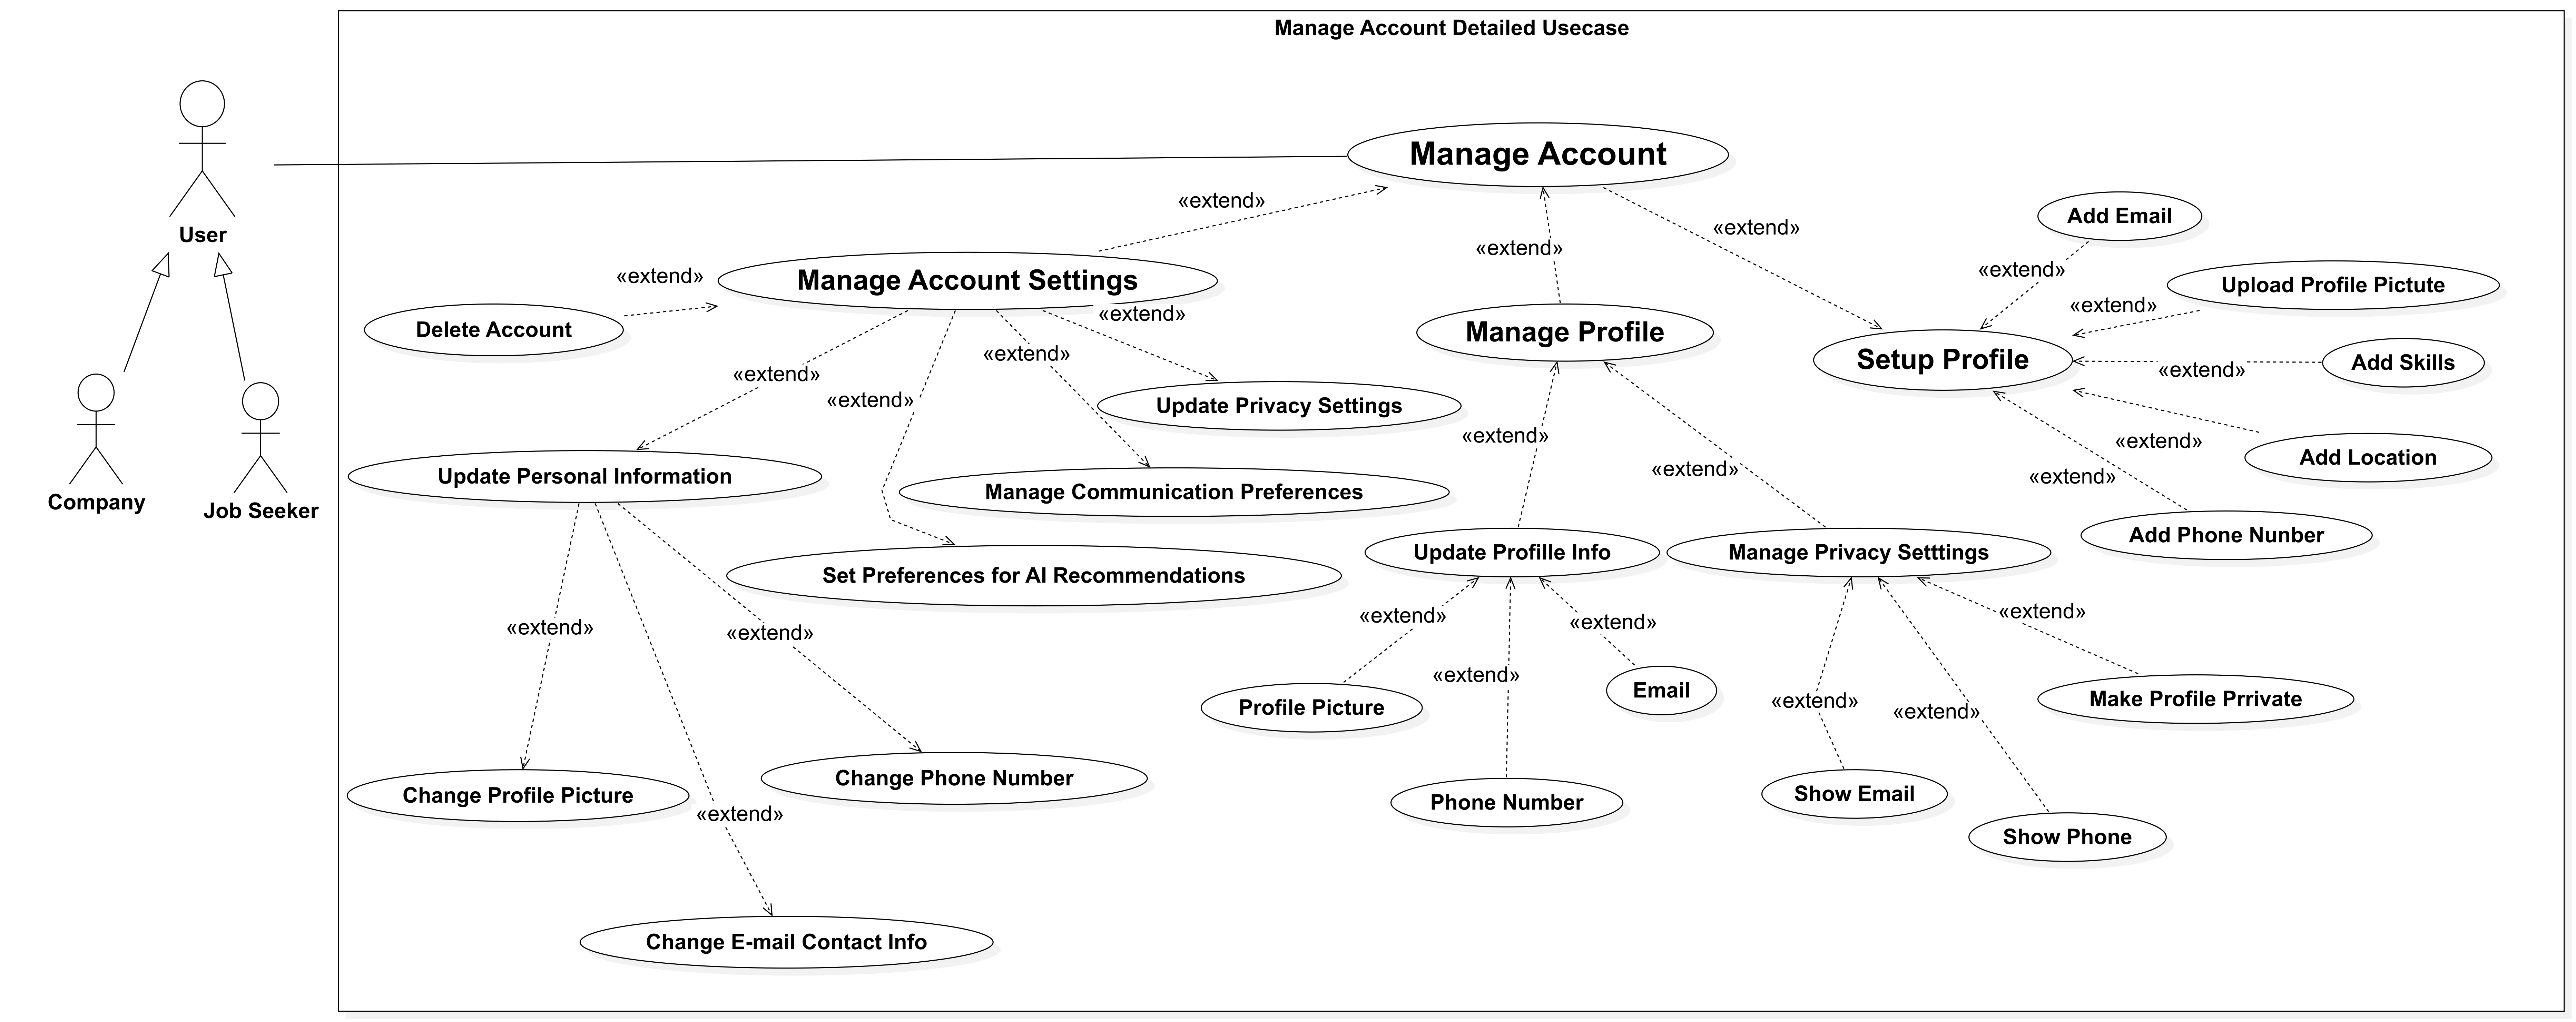 Manage Account Detailed Usecase
User
Company
Job Seeker
Manage Account
«extend»
«extend»
«extend»
Manage Account Settings
«extend»
Delete Account
«extend»
«extend»
«extend»
«extend»
Update Privacy Settings
Update Personal Information
Manage Communication Preferences
Set Preferences for AI Recommendations
«extend»
«extend»
«extend»
Change Profile Picture
Change Phone Number
Change E-mail Contact Info
Manage Profile
«extend»
«extend»
Update Profille Info
Manage Privacy Setttings
«extend»
«extend»
«extend»
Profile Picture
Email
Phone Number
«extend»
«extend»
«extend»
Make Profile Prrivate
Show Email
Show Phone
Setup Profile
Add Email
«extend»
Upload Profile Pictute
«extend»
Add Skills
«extend»
Add Location
«extend»
Add Phone Nunber
«extend»